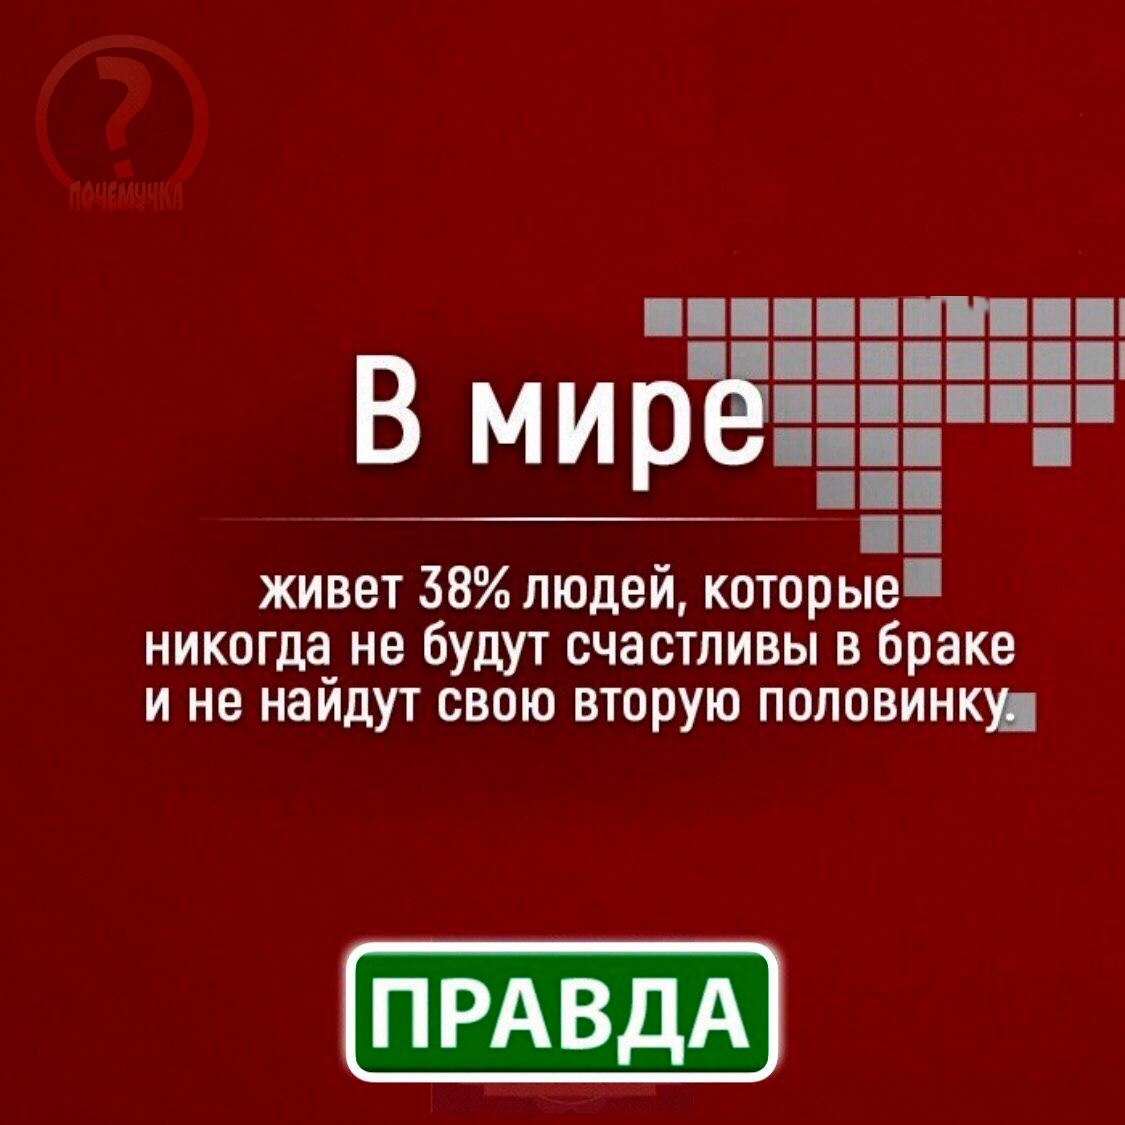 ?
ПОЧЕМУЧКА
В мире
живет 38% людей, которые
никогда не будут счастливы в браке
и не найдут свою вторую половинку.
ПРАВДА